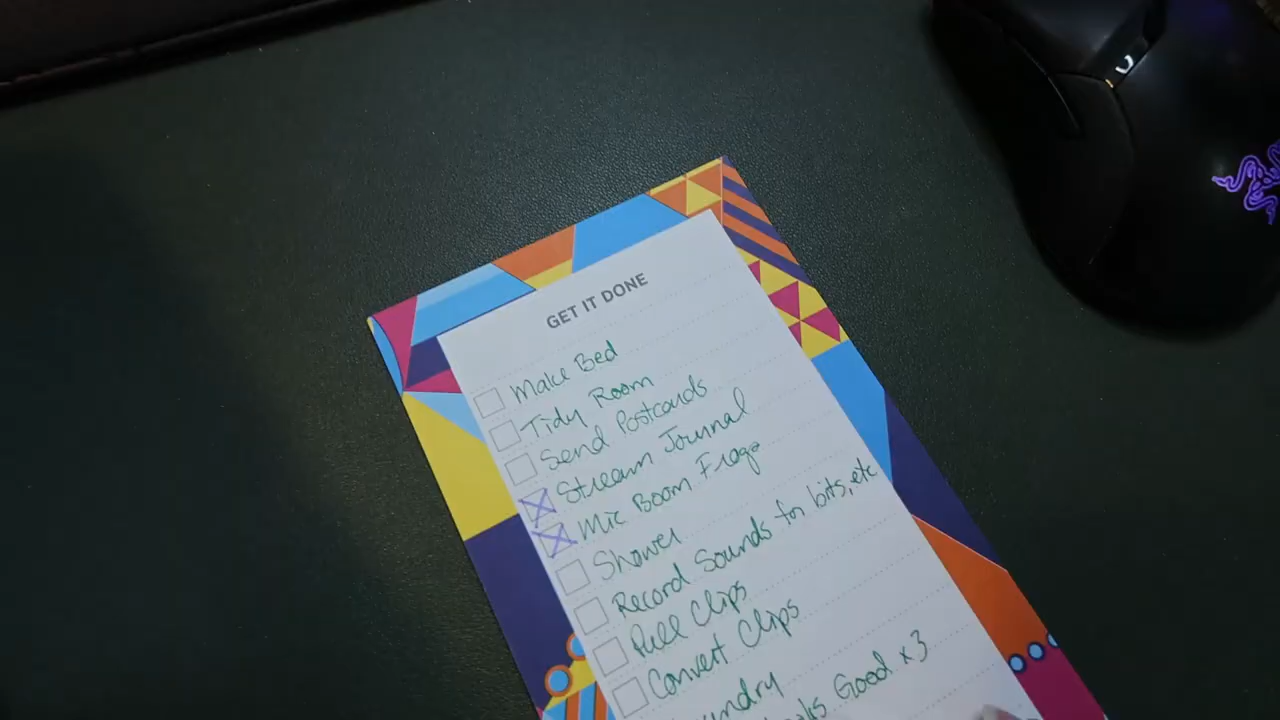 GET IT DONE
Make Bed
Tidy Room
Send Postcards
Stream Journal
Mic Boom Frags
Shower
Record Sounds for bits, etc
Pull Clips
Convert Clips
Good x 3